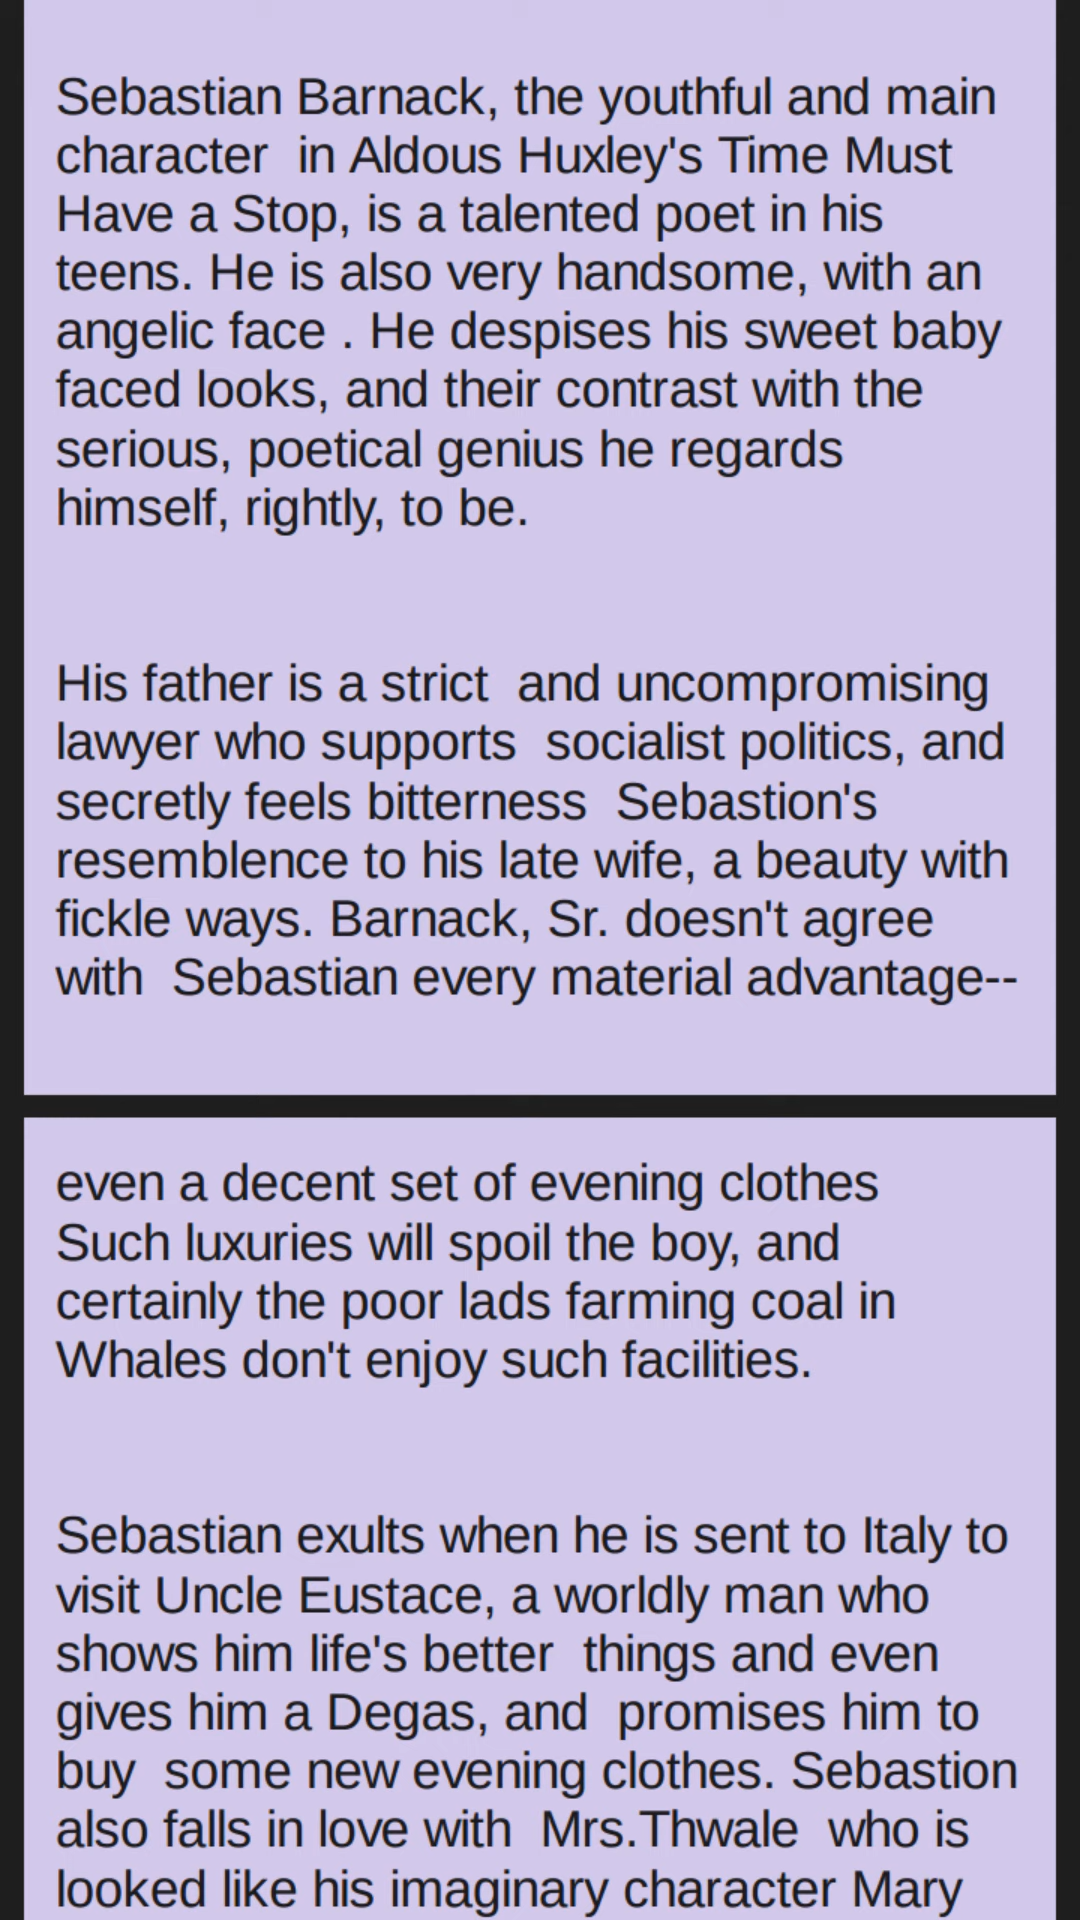 Sebastian Barnack, the youthful and main
character  in Aldous Huxley's Time Must
Have a Stop, is a talented poet in his
teens. He is also very handsome, with an
angelic face . He despises his sweet baby
faced looks, and their contrast with the
serious, poetical genius he regards
himself, rightly, to be.
His father is a strict  and uncompromising
lawyer who supports  socialist politics, and
secretly feels bitterness  Sebastion's
resemblence to his late wife, a beauty with
fickle ways. Barnack, Sr. doesn't agree
with  Sebastian every material advantage--
even a decent set of evening clothes
Such luxuries will spoil the boy, and
certainly the poor lads farming coal in
Whales don't enjoy such facilities.
Sebastian exults when he is sent to Italy to
visit Uncle Eustace, a worldly man who
shows him life's better  things and even
gives him a Degas, and  promises him to
buy  some new evening clothes. Sebastion
also falls in love with  Mrs.Thwale  who is
looked like his imaginary character Mary